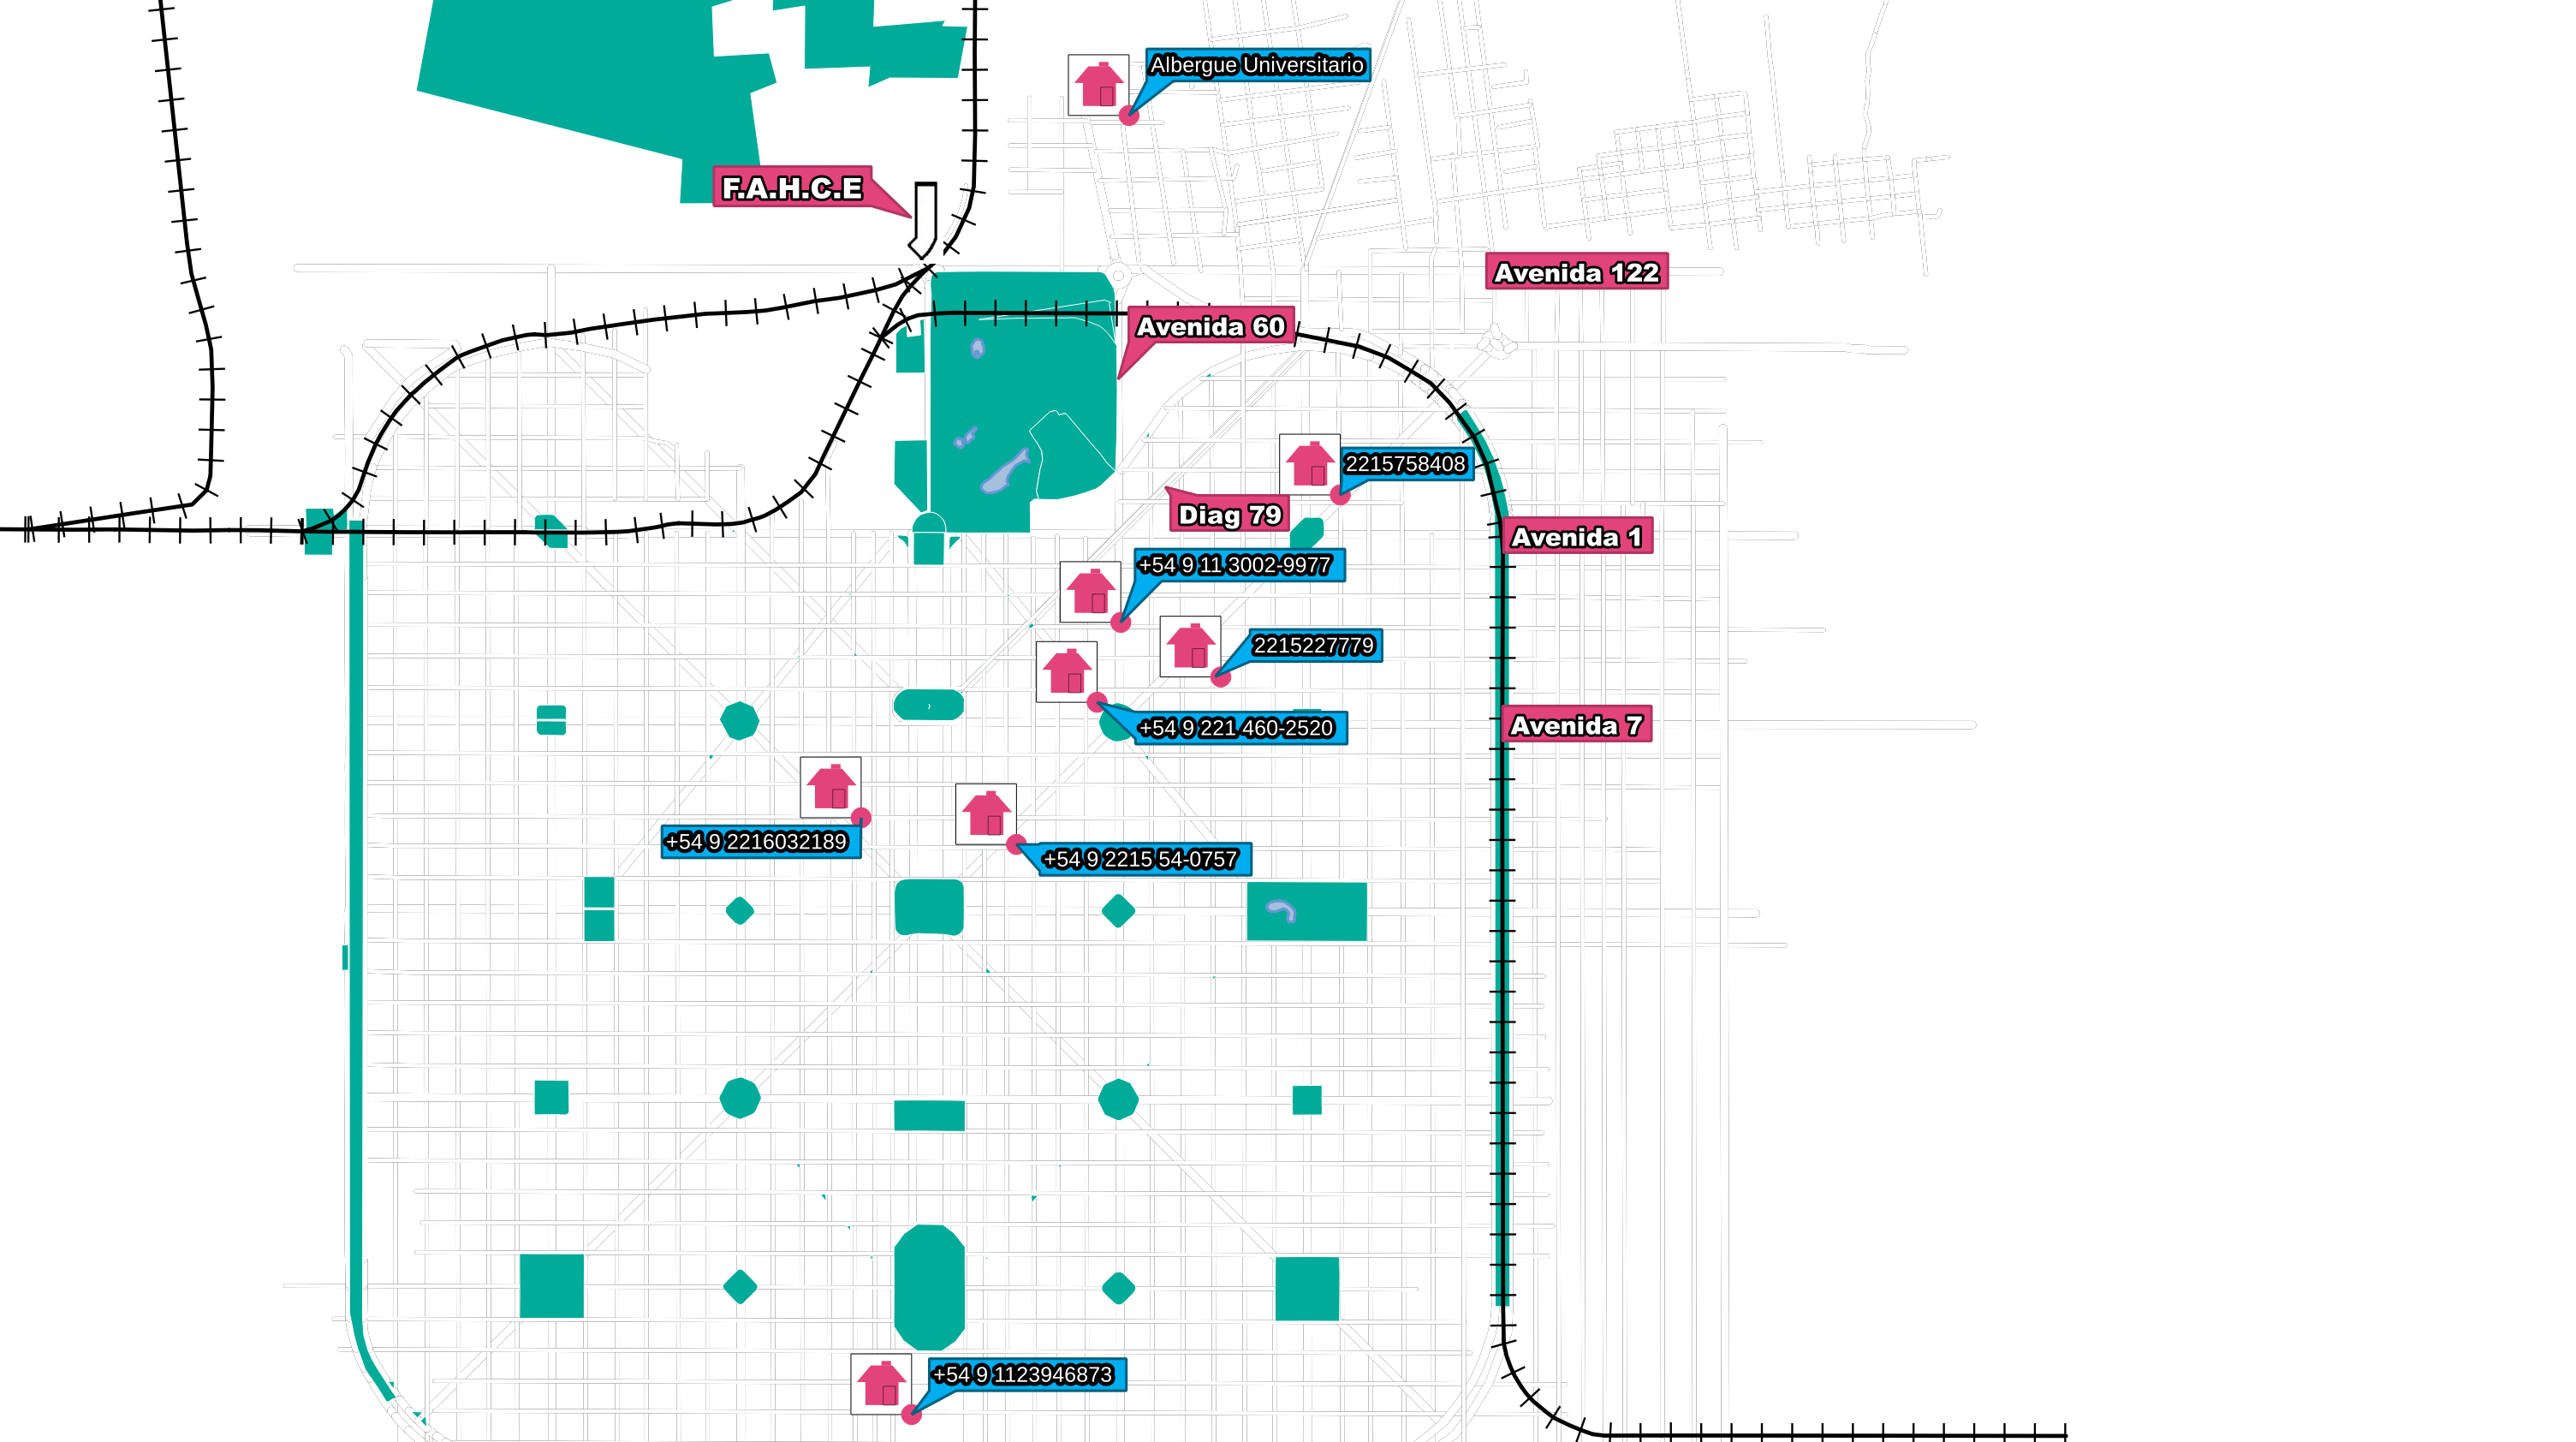 Albergue Universitario
F.A.H.C.E
Avenida 122
Avenida 60
2215758408
Diag 79
Avenida 1
+54 9 11 3002-9977
2215227779
+54 9 221 460-2520
Avenida 7
+54 9 2216032189
+54 9 2215 54-0757
+54 9 1123946873